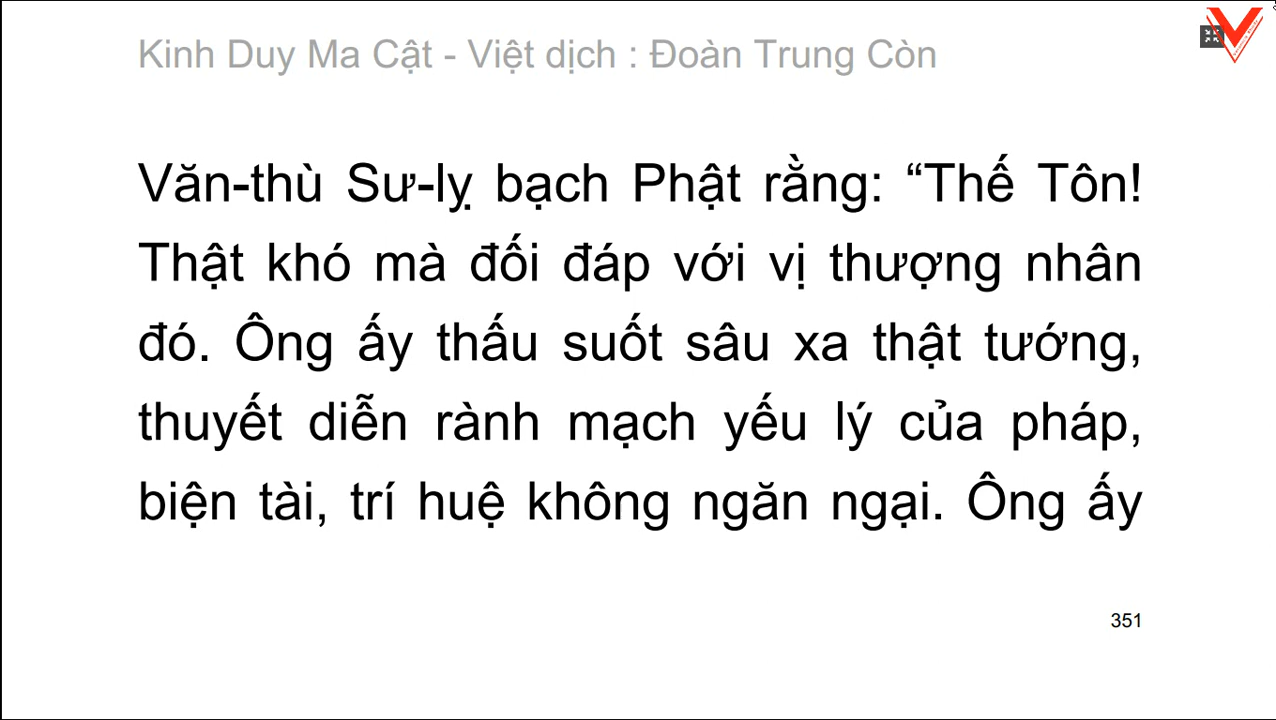 Kinh Duy Ma Cật - Việt dịch : Đoàn Trung Còn
Văn-thù Sư-lỵ bạch Phật rằng: “Thế Tôn!
Thật khó mà đối đáp với vị thượng nhân
đó. Ông ấy thấu suốt sâu xa thật tướng,
thuyết diễn rành mạch yếu lý của pháp,
biện tài, trí huệ không ngăn ngại. Ông ấy
351